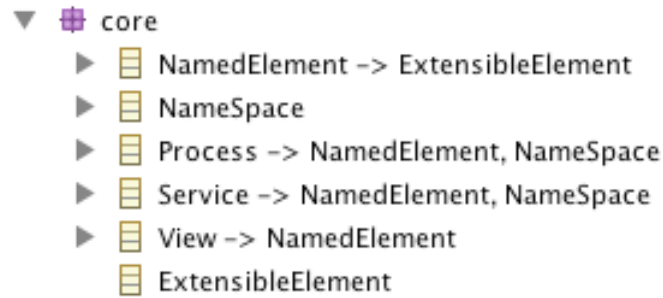 core
NamedElement -> ExtensibleElement
NameSpace
Process -> NamedElement, NameSpace
Service -> NamedElement, NameSpace
View -> NamedElement
ExtensibleElement